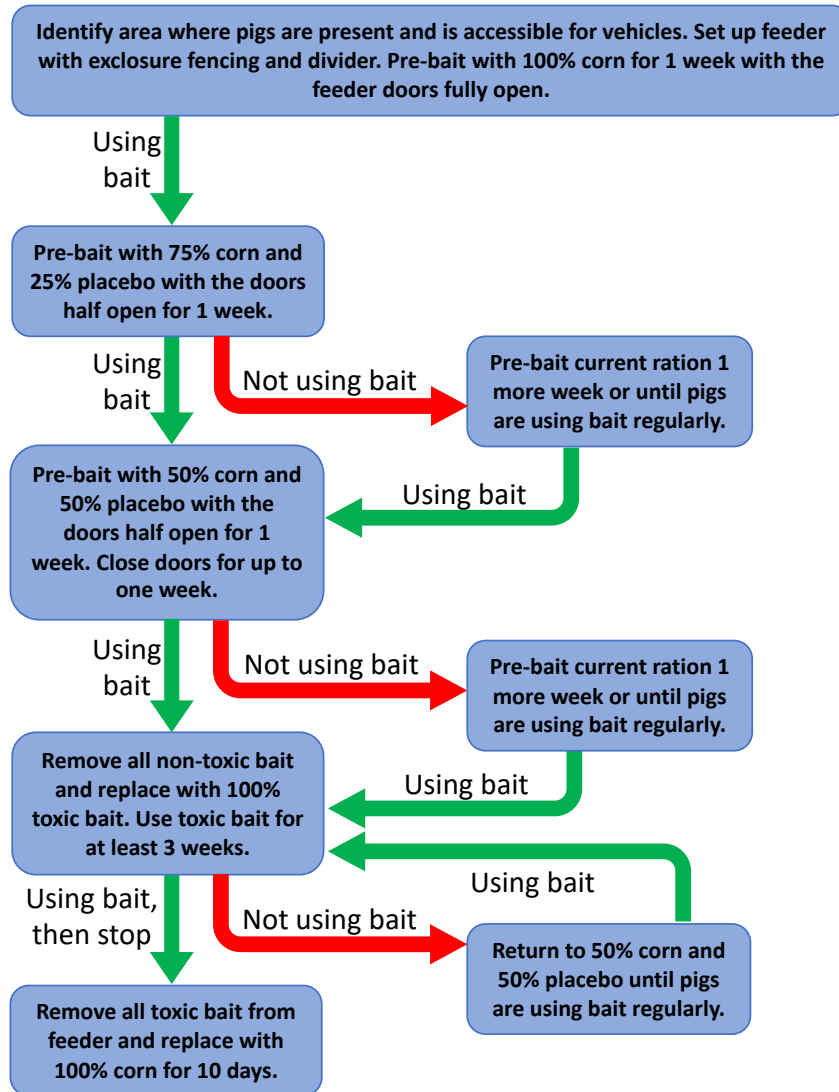 Identify area where pigs are present and is accessible for vehicles. Set up feeder
with exclosure fencing and divider. Pre-bait with 100% corn for 1 week with the
feeder doors fully open.
Using
bait
Pre-bait with 75% corn and
25% placebo with the doors
half open for 1 week.
Using
bait
Not using bait
Pre-bait current ration 1
more week or until pigs
are using bait regularly.
Using bait
Pre-bait with 50% corn and
50% placebo with the
doors half open for 1
week. Close doors for up to
one week.
Using
bait
Not using bait
Pre-bait current ration 1
more week or until pigs
are using bait regularly.
Using bait
Remove all non-toxic bait
and replace with 100%
toxic bait. Use toxic bait for
at least 3 weeks.
Using bait
Using bait,
then stop
Not using bait
Return to 50% corn and
50% placebo until pigs
are using bait regularly.
Remove all toxic bait from
feeder and replace with
100% corn for 10 days.